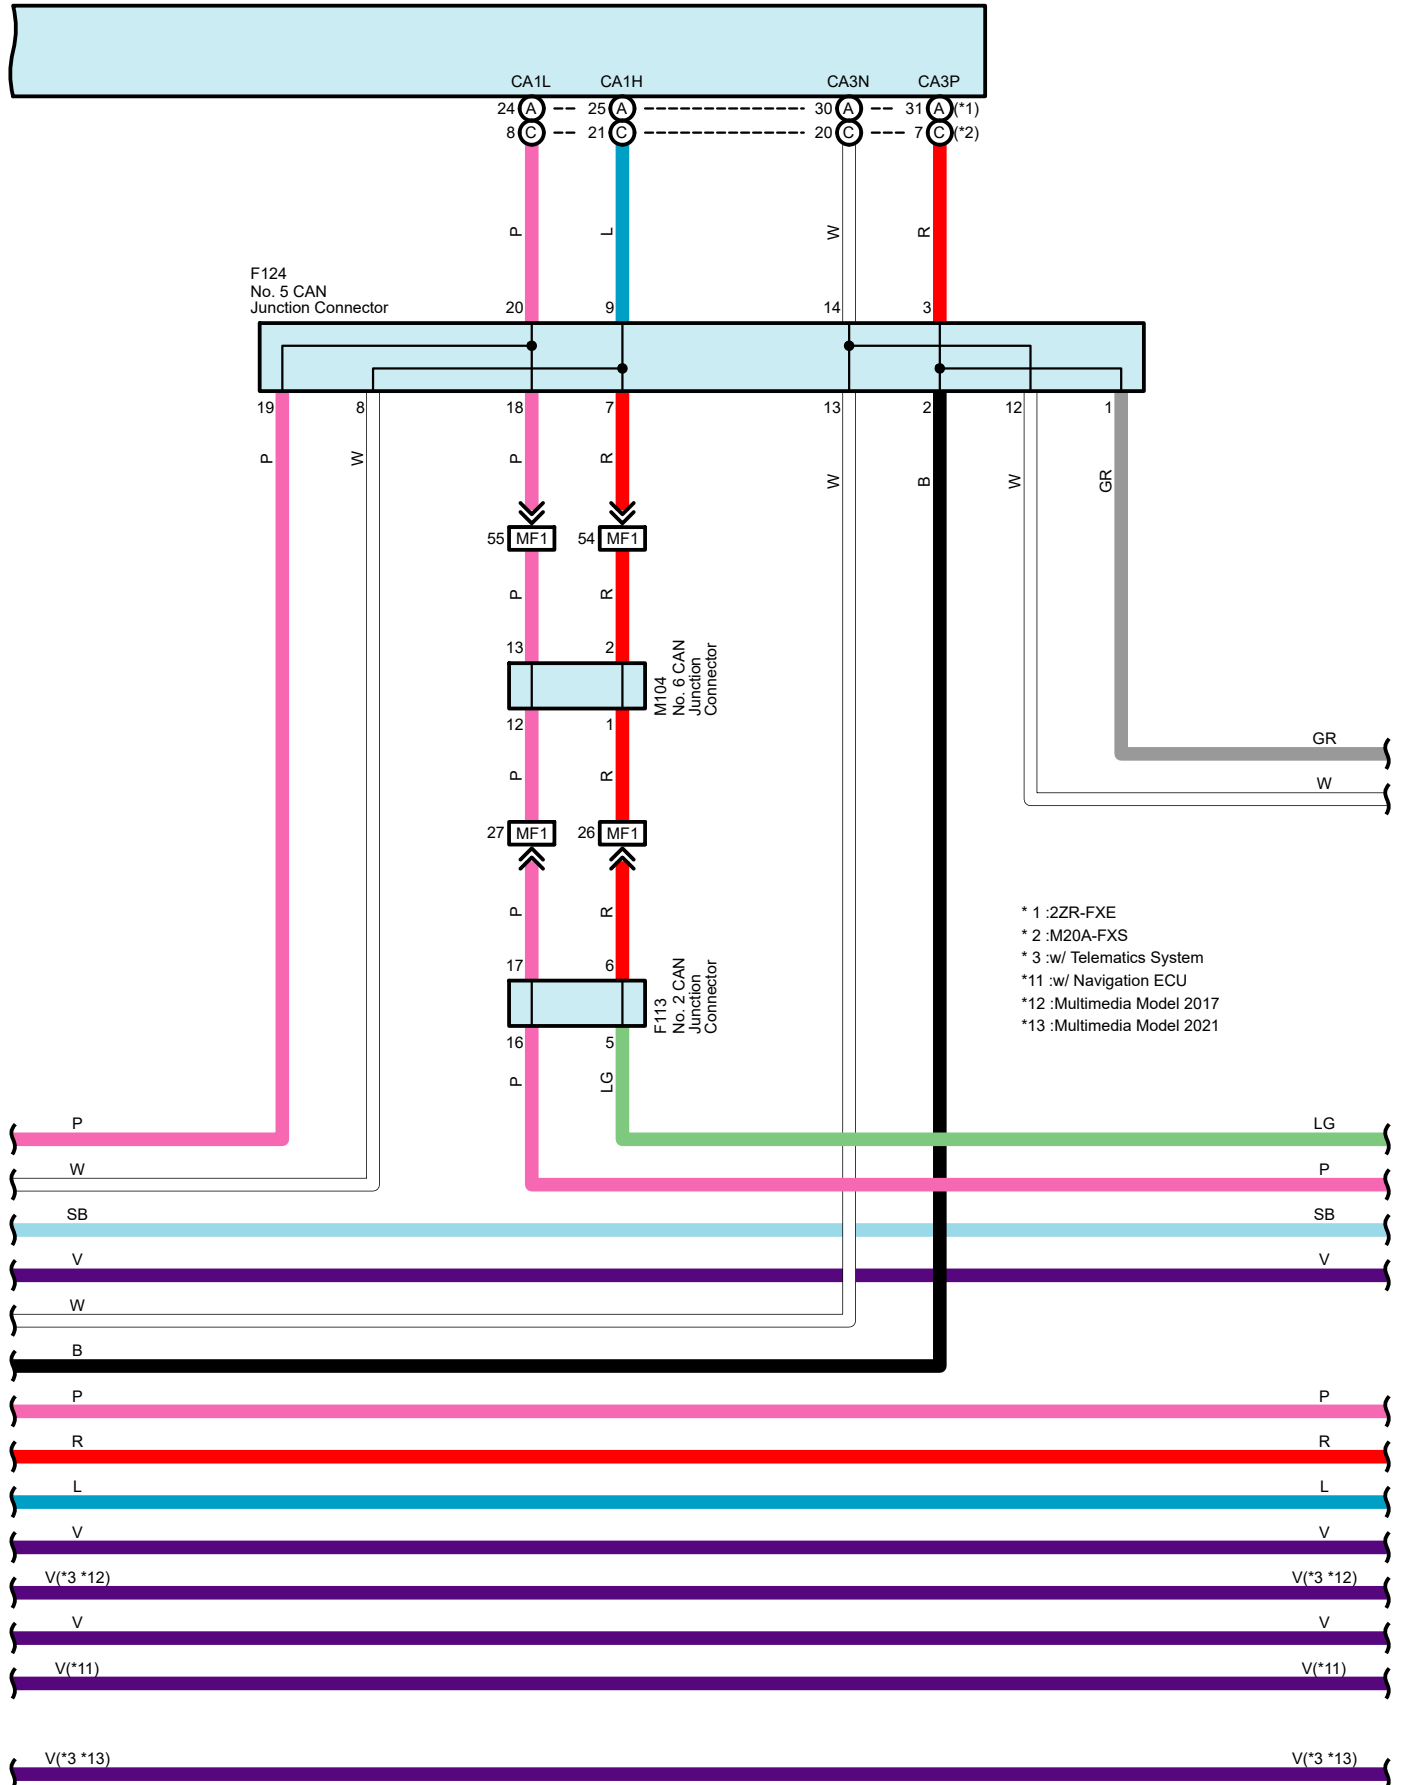 CA1L CA1H CA3N CA3P
24 A 25 A 30 A 31 A (*1)
8 C 21 C 20 C 7 C (*2)
P L W R
F124
No. 5 CAN
Junction Connector
20 9 14 3
19 8 18 7 13 2 12 1
P W P R W B W GR
55 MF1 54 MF1
P R
13 2
M104
No. 6 CAN
Junction
Connector
12 1
GR
P R
W
27 MF1 26 MF1
P R
* 1 :2ZR-FXE
* 2 :M20A-FXS
* 3 :w/ Telematics System
*11 :w/ Navigation ECU
*12 :Multimedia Model 2017
*13 :Multimedia Model 2021
17 6
F113
No. 2 CAN
Junction
Connector
16 5
P LG
P LG
W P
SB SB
V V
W
B
P P
R R
L L
V V
V(*3 *12) V(*3 *12)
V V
V(*11) V(*11)
V(*3 *13) V(*3 *13)